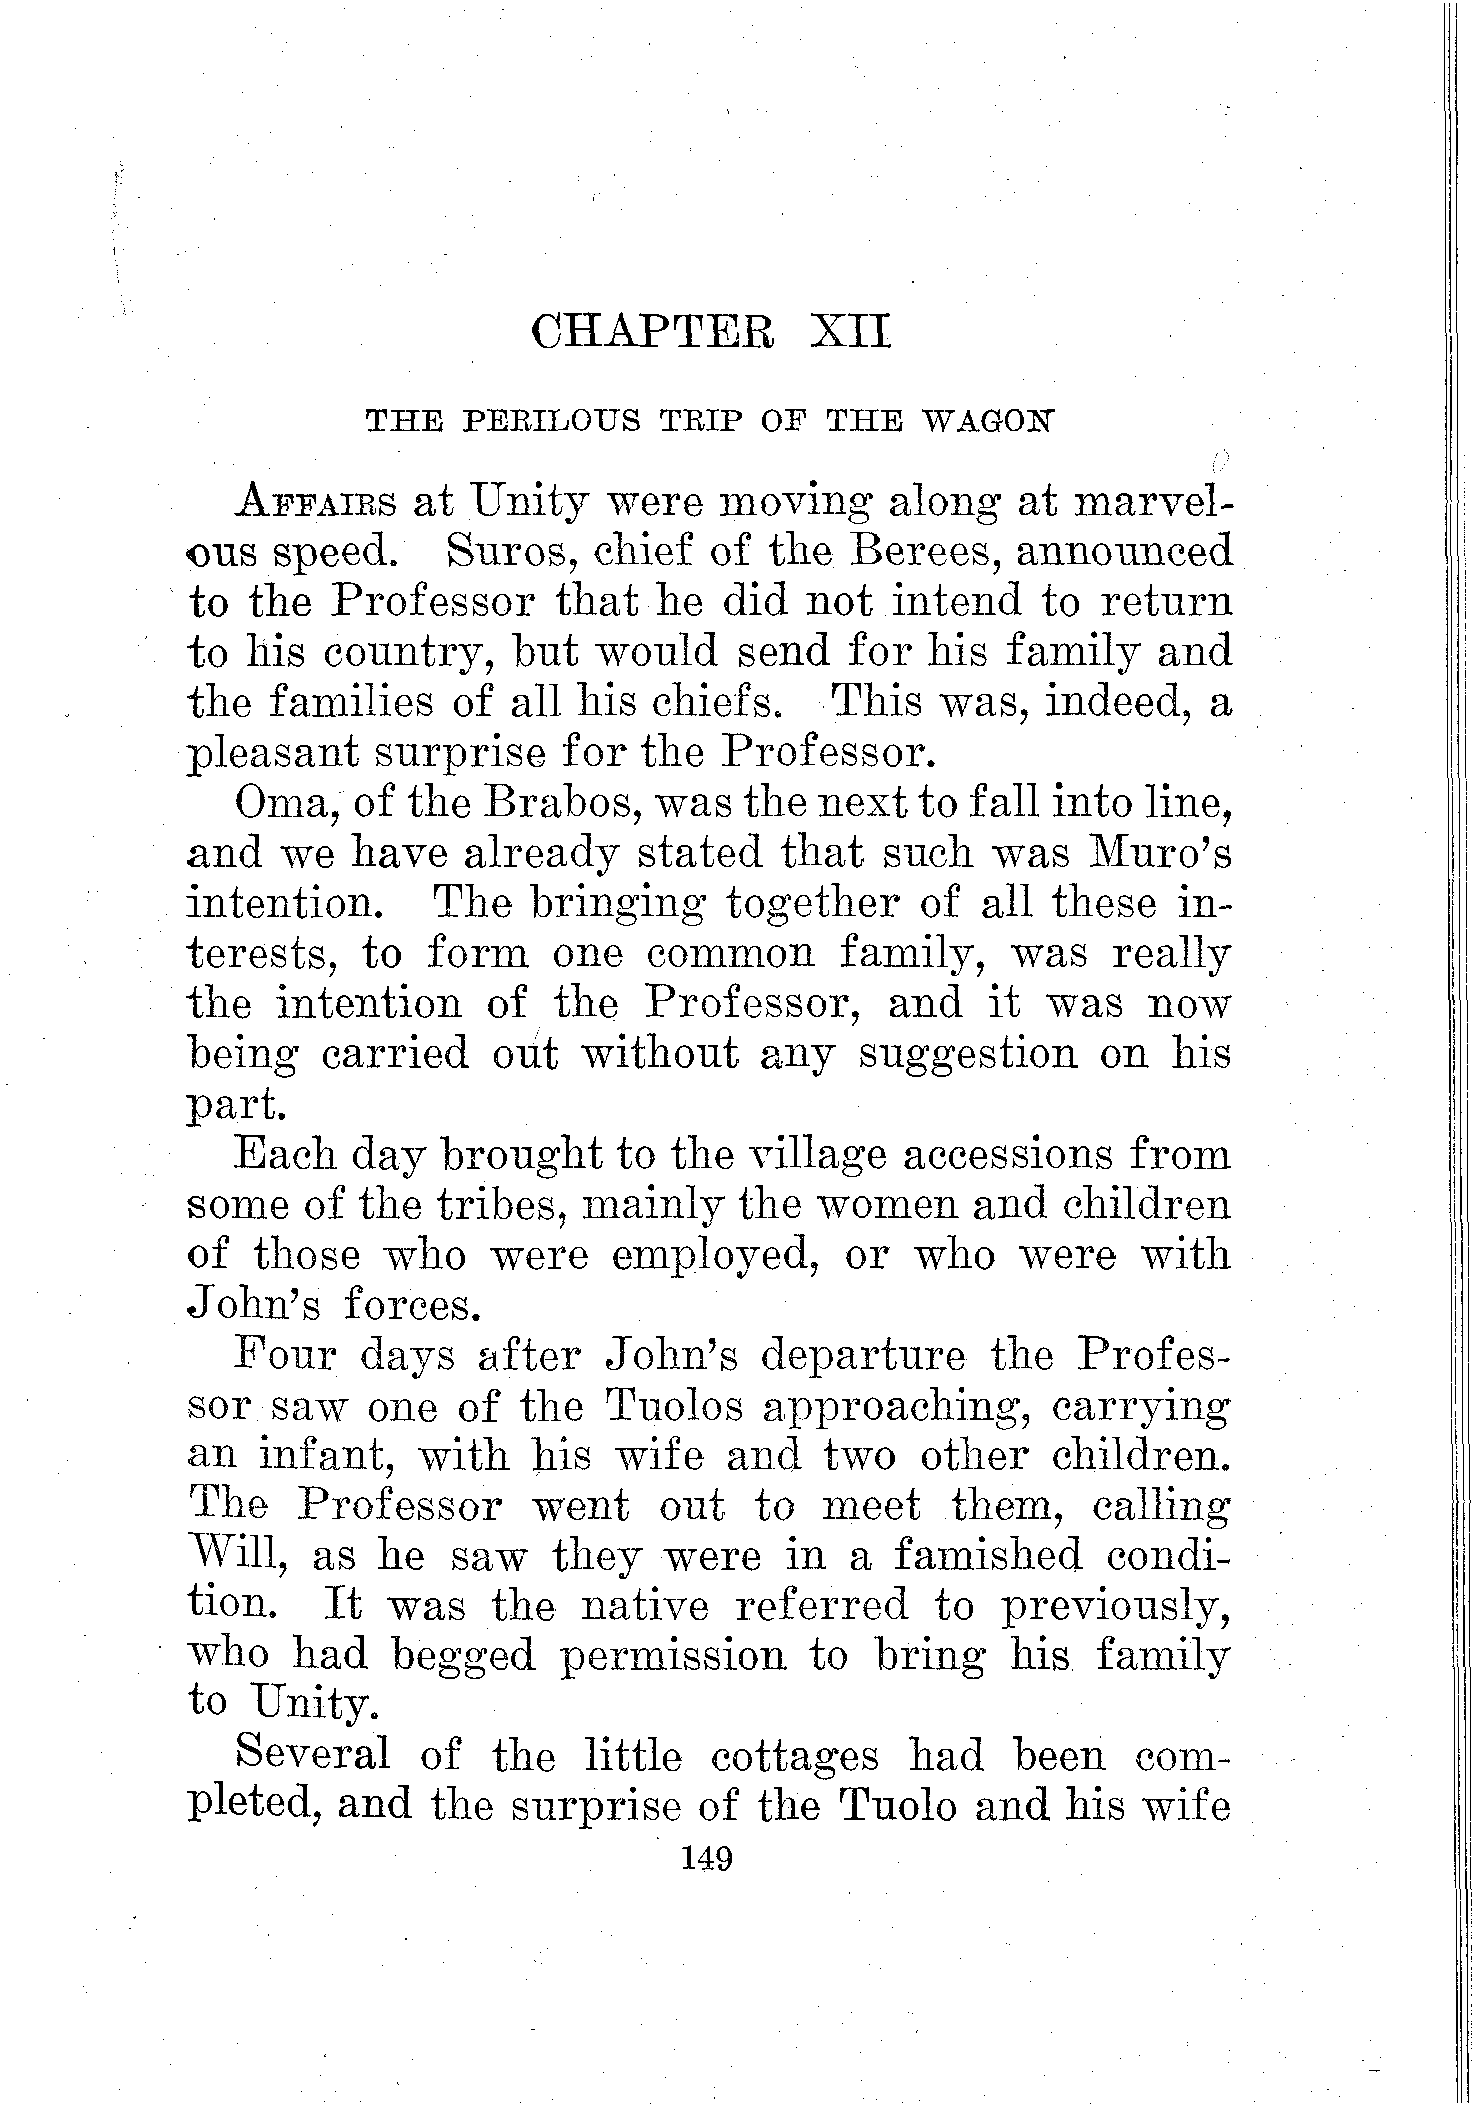 CHAPTER XII
THE PERILOUS TRIP OF THE WAGON
AFFAIRS at Unity were moving along at marvel-
ous speed. Suros, chief of the Berees, announced
to the Professor that he did not intend to return
to his country, but would send for his family and
the families of all his chiefs. This was, indeed, a
pleasant surprise for the Professor.
Oma, of the Brabos, was the next to fall into line,
and we have already stated that such was Muro's
intention. The bringing together of all these in-
terests, to form one common family, was really
the intention of the Professor, and it was now
being carried out without any suggestion on his
part.
Each day brought to the village accessions from
some of the tribes, mainly the women and children
of those who were employed, or who were with
John's forces.
Four days after John's departure the Profes-
sor saw one of the Tuolos approaching, carrying
an infant, with his wife and two other children.
The Professor went out to meet them, calling
Will, as he saw they were in a famished condi-
tion. It was the native referred to previously,
who had begged permission to bring his family
to Unity.
Several of the little cottages had been com-
pleted, and the surprise of the Tuolo and his wife
149